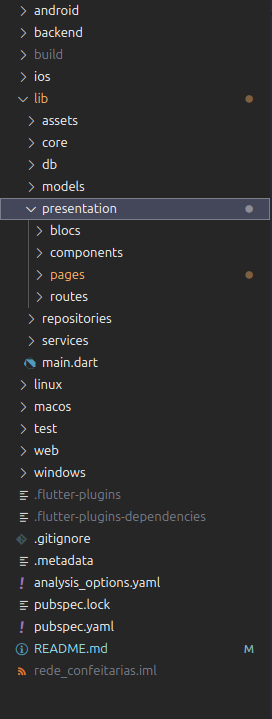 android
backend
build
ios
lib
assets
core
db
models
presentation
blocs
components
pages
routes
repositories
services
main.dart
linux
macos
test
web
windows
.flutter-plugins
.flutter-plugins-dependencies
.gitignore
.metadata
! analysis_options.yaml
pubspec.lock
! pubspec.yaml
README.md M
rede_confeitarias.iml